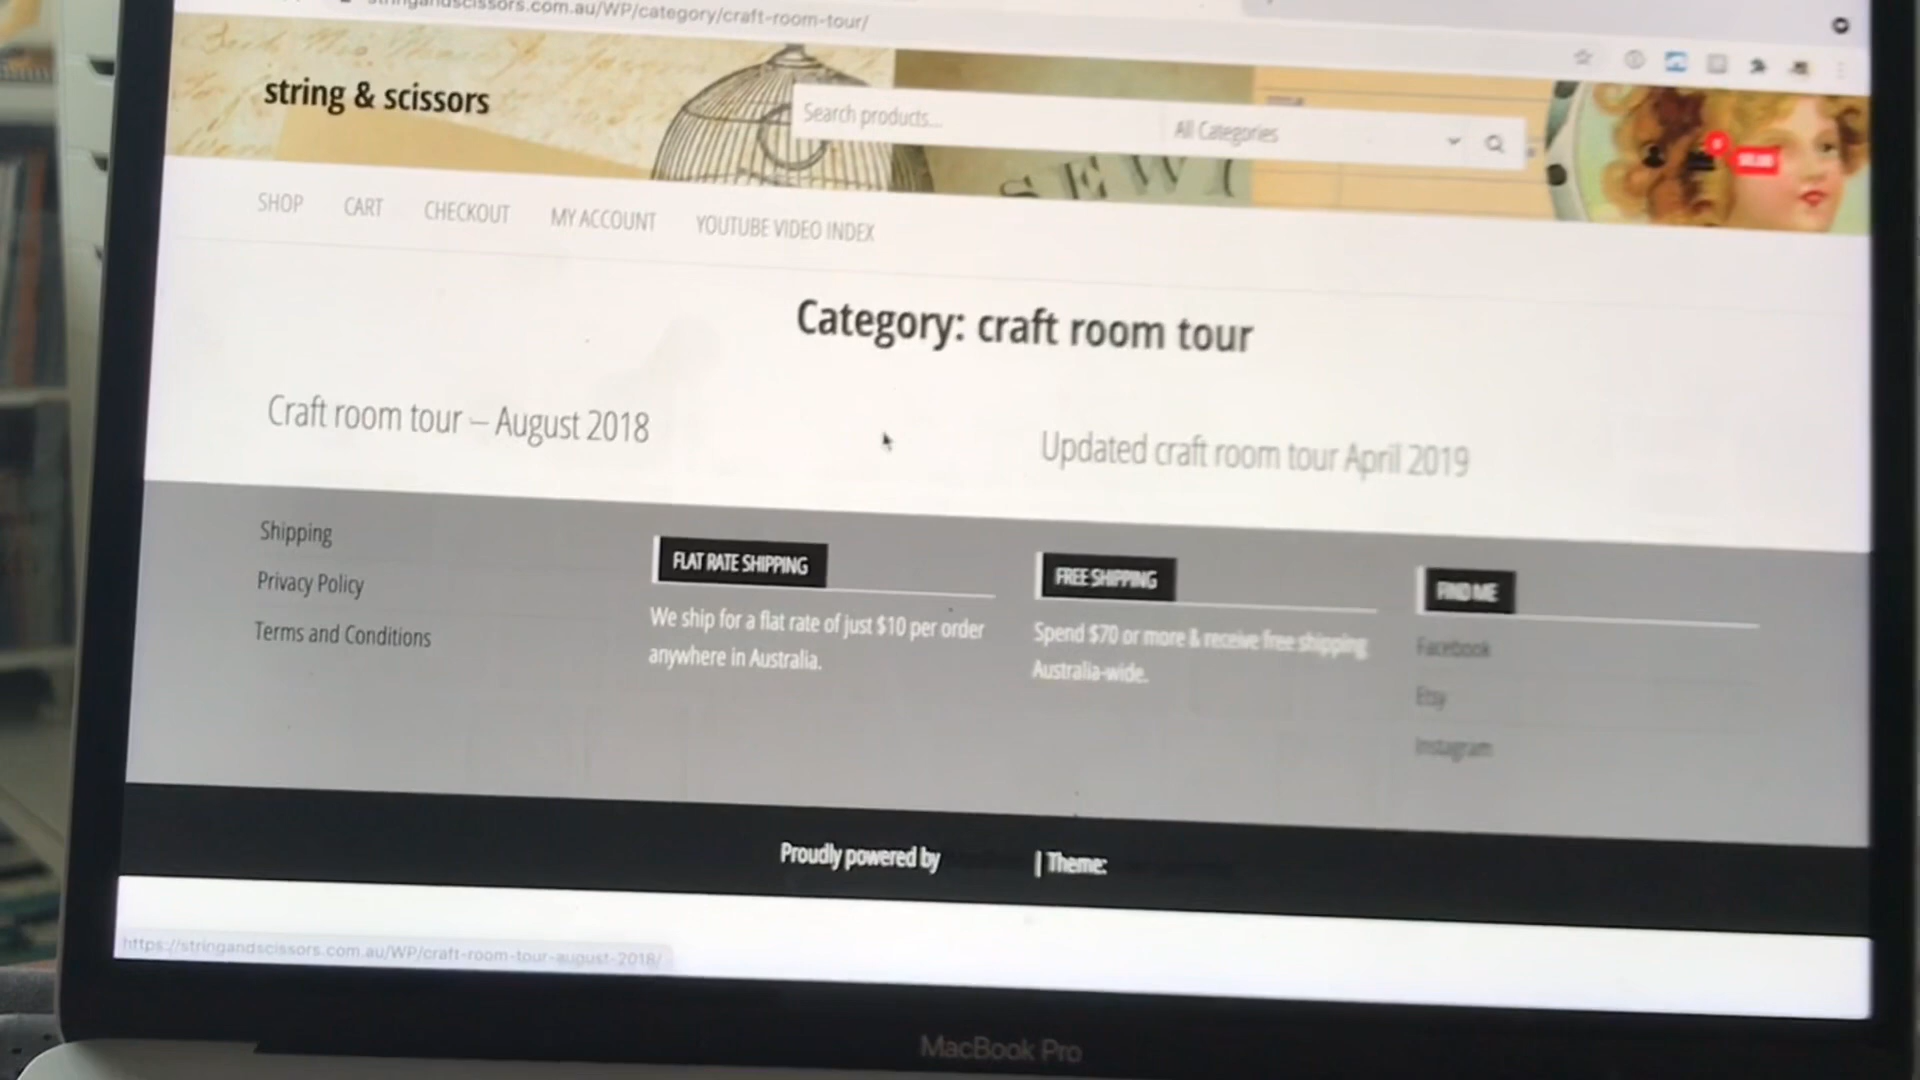 stringandscissors.com.au/WP/category/craft-room-tour/
string & scissors
Search products...
All Categories
SEWI
SHOP
CART
CHECKOUT
MY ACCOUNT
YOUTUBE VIDEO INDEX
Category: craft room tour
Craft room tour – August 2018
Updated craft room tour April 2019
Shipping
Privacy Policy
Terms and Conditions
FLAT RATE SHIPPING
We ship for a flat rate of just $10 per order
anywhere in Australia.
FREE SHIPPING
Spend $70 or more & receive free shipping
Australia-wide.
FIND ME
Facebook
Etsy
Instagram
Proudly powered by | Theme:
https://stringandscissors.com.au/WP/craft-room-tour-august-2018/
MacBook Pro